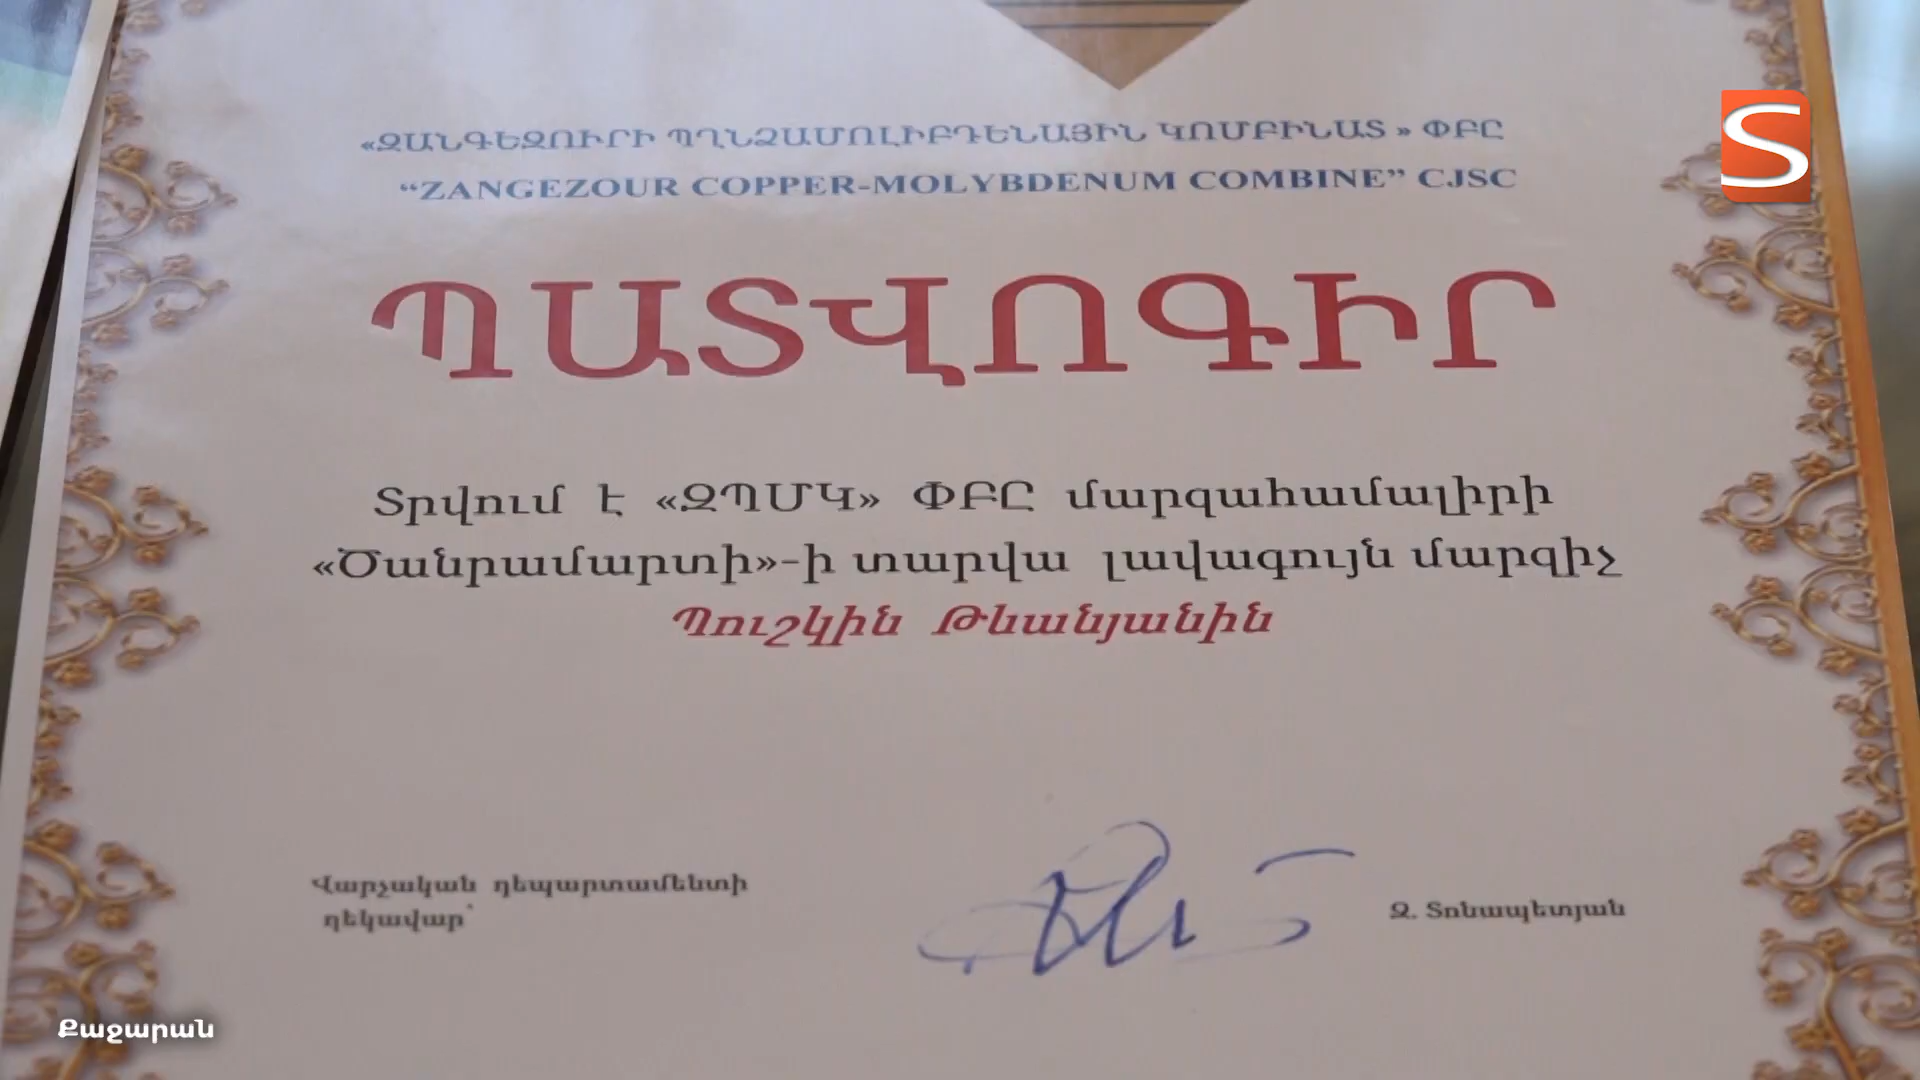 «ԶԱՆԳԵԶՈՒՐԻ ՊՂՆՁԱՄՈԼԻԲԴԵՆԱՅԻՆ ԿՈՄԲԻՆԱՏ » ՓԲԸ
“ZANGEZOUR COPPER-MOLYBDENUM COMBINE” CJSC
S
ՊԱՏՎՈԳԻՐ
Տրվում է «ԶՊՄԿ» ՓԲԸ մարզահամալիրի
«Ծանրամարտի»-ի տարվա լավագույն մարզիչ
Պուշկին Թևանյանին
Վարչական դեպարտամենտի
ղեկավար՝
Զ. Տոնապետյան
Քաջարան